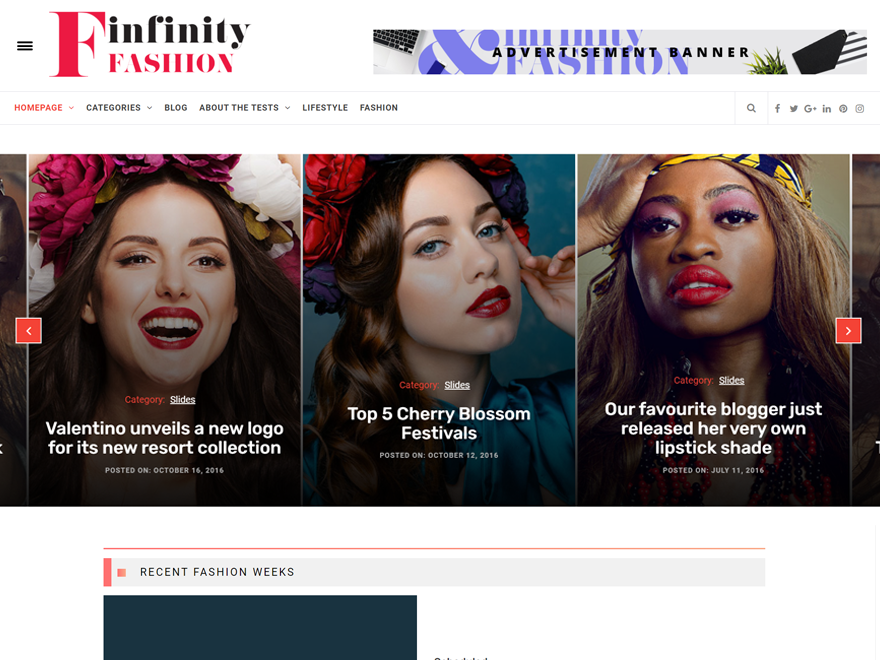 infinity
FASHION
& infinity
FASHION
ADVERTISEMENT BANNER
HOMEPAGE CATEGORIES BLOG ABOUT THE TESTS LIFESTYLE FASHION
Category: Slides
Valentino unveils a new logo
for its new resort collection
POSTED ON: OCTOBER 16, 2016
Category: Slides
Top 5 Cherry Blossom
Festivals
POSTED ON: OCTOBER 12, 2016
Category: Slides
Our favourite blogger just
released her very own
lipstick shade
POSTED ON: JULY 11, 2016
RECENT FASHION WEEKS